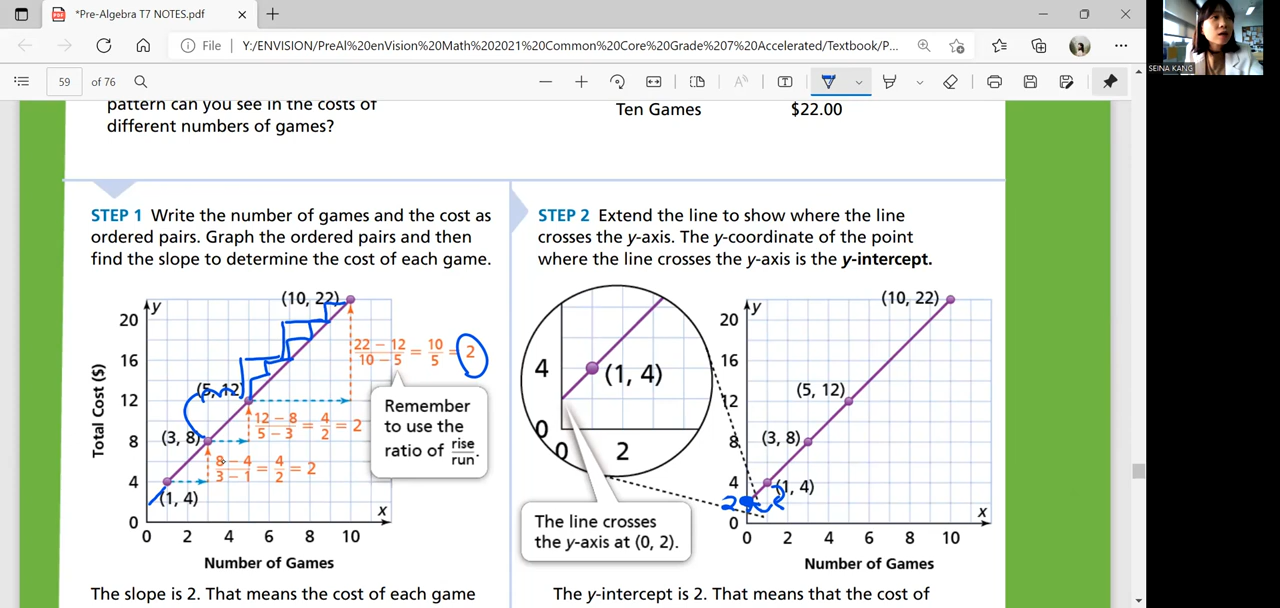 *Pre-Algebra T7 NOTES.pdf
File
Y:/ENVISION/PreAl%20enVision%20Math%202021%20Common%20Core%20Grade%207%20Accelerated/Textbook/P...
SEINA KANG
59 of 76
pattern can you see in the costs of
different numbers of games?
Ten Games $22.00
STEP 1 Write the number of games and the cost as
ordered pairs. Graph the ordered pairs and then
find the slope to determine the cost of each game.
y
(10, 22)
20
16
12
8
4
0
Total Cost ($)
22 − 12 / 10 − 5 = 10 / 5 = 2
(5, 12)
12 − 8 / 5 − 3 = 4 / 2 = 2
(3, 8)
8 − 4 / 3 − 1 = 4 / 2 = 2
(1, 4)
x
0 2 4 6 8 10
Number of Games
Remember
to use the
ratio of rise/run.
The slope is 2. That means the cost of each game
STEP 2 Extend the line to show where the line
crosses the y-axis. The y-coordinate of the point
where the line crosses the y-axis is the y-intercept.
4
(1, 4)
0
0 2
The line crosses
the y-axis at (0, 2).
y
(10, 22)
20
16
(5, 12)
12
(3, 8)
8
4
(1, 4)
2
2
0
x
0 2 4 6 8 10
Number of Games
The y-intercept is 2. That means that the cost of